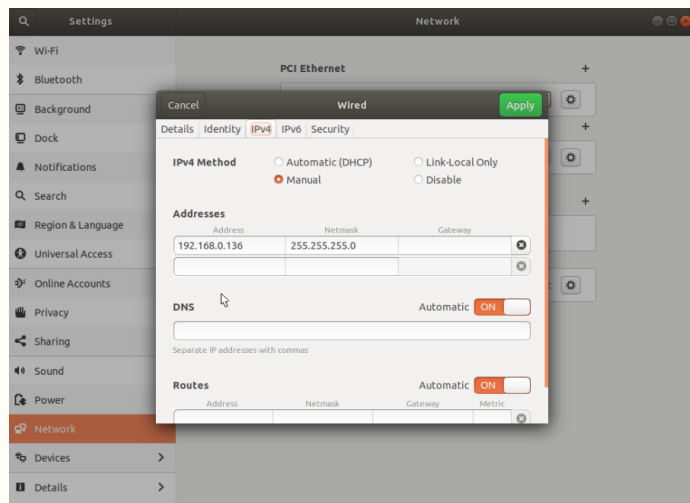 Settings
Network
Wi-Fi
Bluetooth
Background
Dock
Notifications
Search
Region & Language
Universal Access
Online Accounts
Privacy
Sharing
Sound
Power
Network
Devices
Details
PCI Ethernet
Cancel
Wired
Apply
Details Identity IPv4 IPv6 Security
IPv4 Method
Automatic (DHCP)
Link-Local Only
Manual
Disable
Addresses
Address Netmask Gateway
192.168.0.136 255.255.255.0
DNS
Automatic ON
Separate IP addresses with commas
Routes
Automatic ON
Address Netmask Gateway Metric